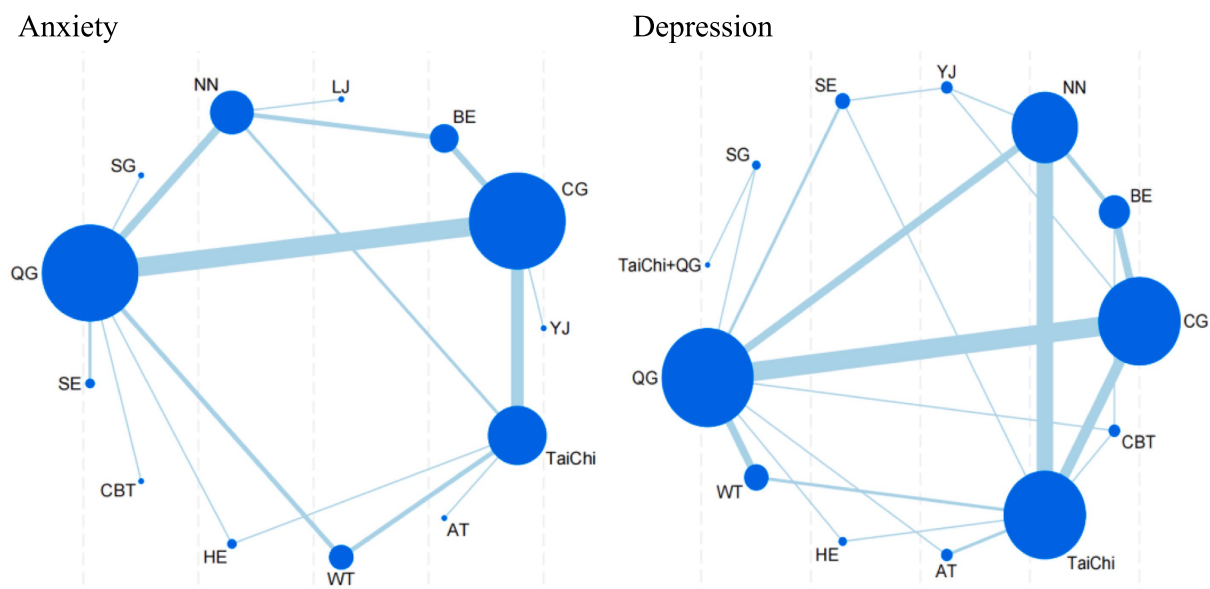 Anxiety
NN
LJ
BE
SG
CG
QG
YJ
SE
TaiChi
CBT
AT
HE
WT
Depression
YJ
SE
NN
SG
BE
TaiChi+QG
CG
QG
CBT
WT
HE
AT
TaiChi